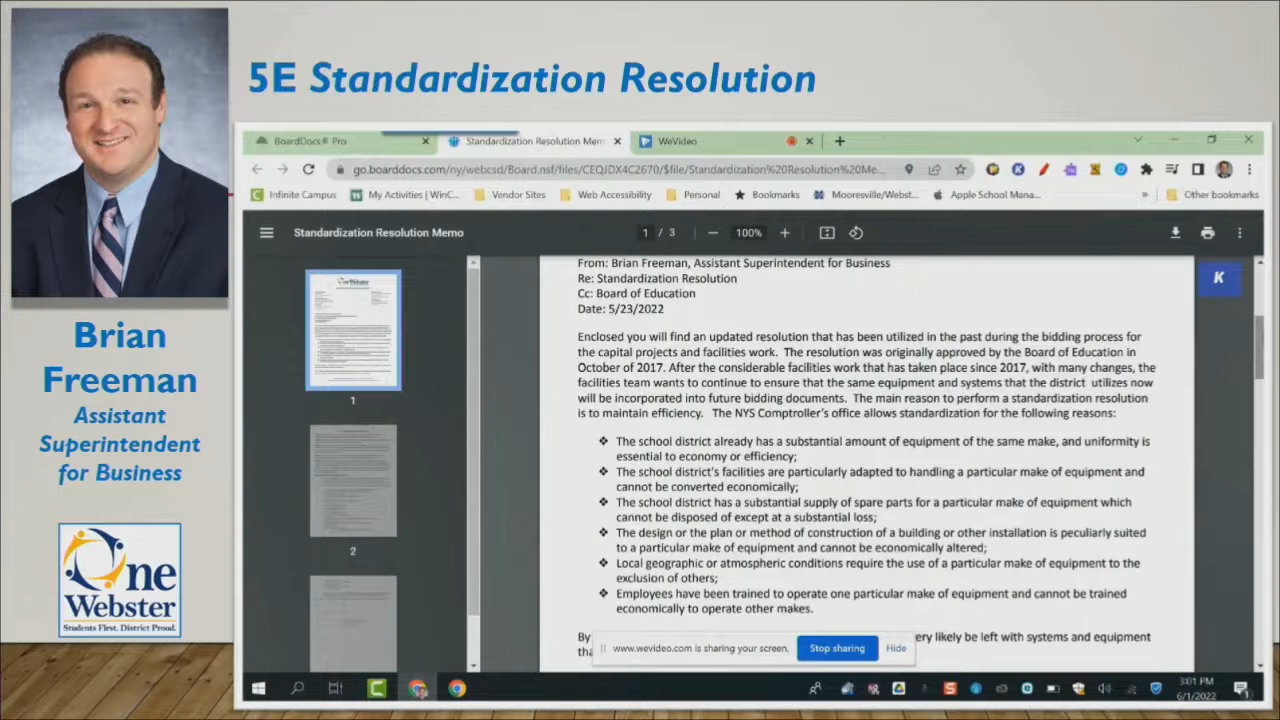 5E Standardization Resolution
Brian
Freeman
Assistant
Superintendent
for Business
One
Webster
Students First. District Proud.
BoardDocs® Pro
Standardization Resolution Mem
WeVideo
go.boarddocs.com/ny/webcsd/Board.nsf/files/CEQJDX4C2670/$file/Standardization%20Resolution%20Me...
Infinite Campus
My Activities | WinC...
Vendor Sites
Web Accessibility
Personal
Bookmarks
Mooresville/Webst...
Apple School Mana...
»
Other bookmarks
Standardization Resolution Memo
1 / 3
— 100% +
From: Brian Freeman, Assistant Superintendent for Business
Re: Standardization Resolution
Cc: Board of Education
Date: 5/23/2022
Enclosed you will find an updated resolution that has been utilized in the past during the bidding process for
the capital projects and facilities work. The resolution was originally approved by the Board of Education in
October of 2017. After the considerable facilities work that has taken place since 2017, with many changes, the
facilities team wants to continue to ensure that the same equipment and systems that the district utilizes now
will be incorporated into future bidding documents. The main reason to perform a standardization resolution
is to maintain efficiency. The NYS Comptroller's office allows standardization for the following reasons:
❖ The school district already has a substantial amount of equipment of the same make, and uniformity is
essential to economy or efficiency;
❖ The school district's facilities are particularly adapted to handling a particular make of equipment and
cannot be converted economically;
❖ The school district has a substantial supply of spare parts for a particular make of equipment which
cannot be disposed of except at a substantial loss;
❖ The design or the plan or method of construction of a building or other installation is peculiarly suited
to a particular make of equipment and cannot be economically altered;
❖ Local geographic or atmospheric conditions require the use of a particular make of equipment to the
exclusion of others;
❖ Employees have been trained to operate one particular make of equipment and cannot be trained
economically to operate other makes.
By
ery likely be left with systems and equipment
tha
www.wevideo.com is sharing your screen.
Stop sharing
Hide
K
1
2
3:01 PM
6/1/2022